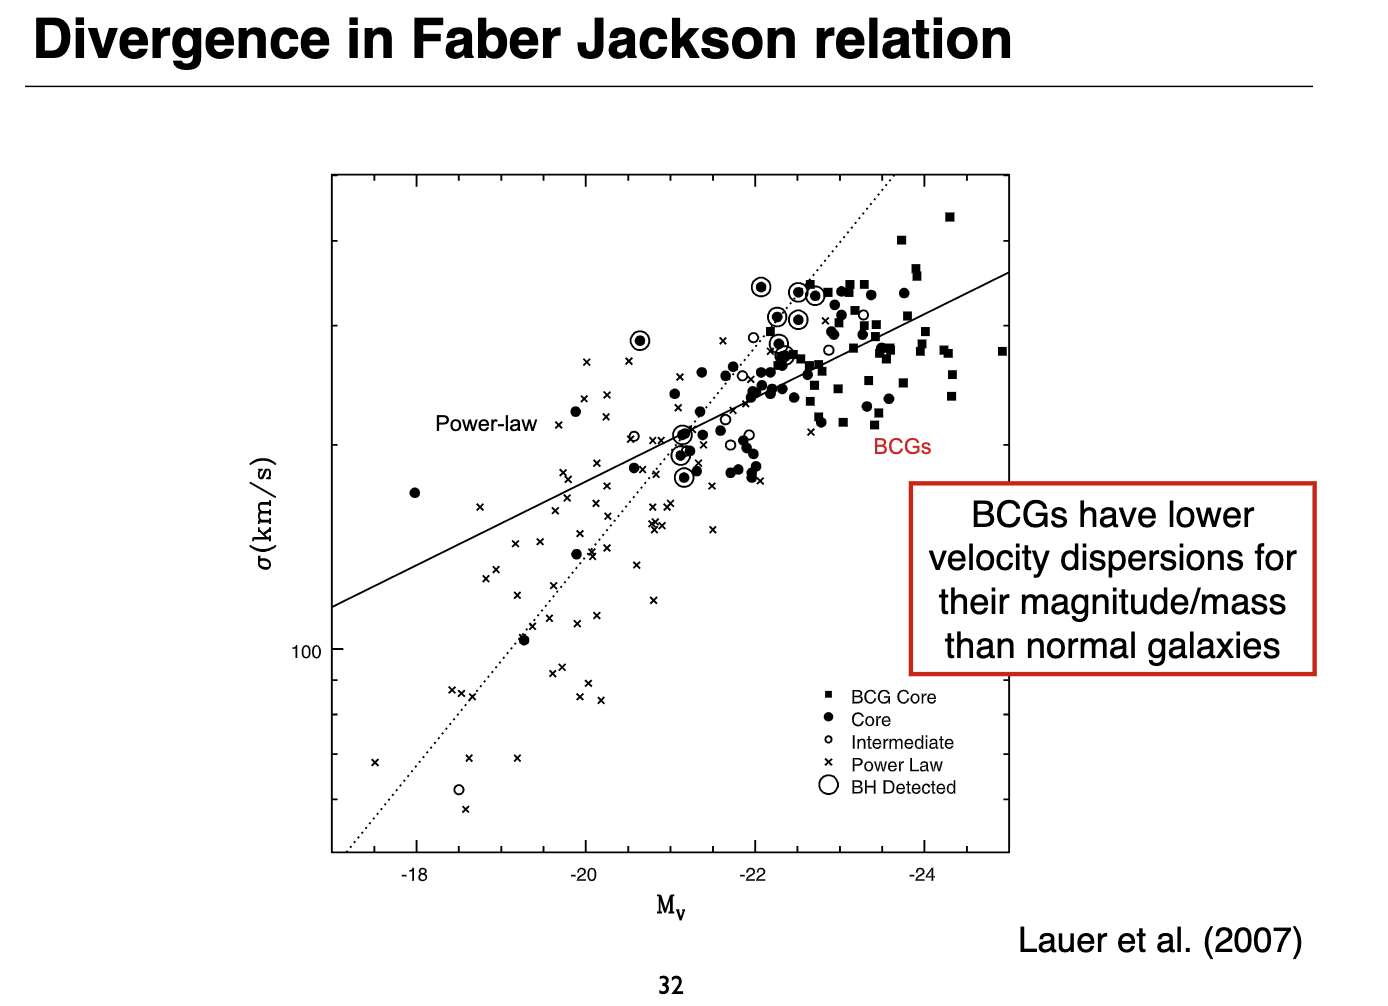 Divergence in Faber Jackson relation
Power-law
BCGs
σ(km/s)
100
BCGs have lower
velocity dispersions for
their magnitude/mass
than normal galaxies
BCG Core
Core
Intermediate
Power Law
BH Detected
-18 -20 -22 -24
Mv
Lauer et al. (2007)
32